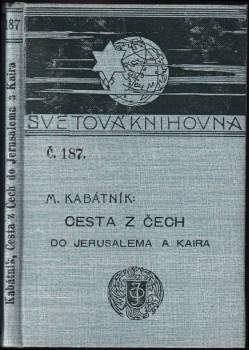 SVĚTOVÁ KNIHOVNA
Č. 187.
M. KABÁTNÍK:
CESTA Z ČECH
DO JERUSALEMA A KAIRA
187
Kabátník, Cesta z Čech do Jerusalema a Kaira